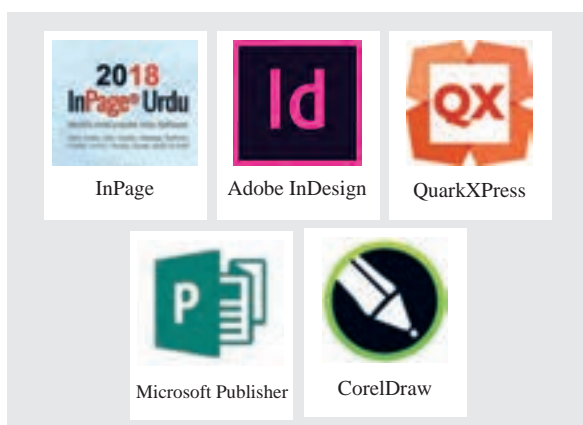 2018
InPage® Urdu
InPage
Id
Adobe InDesign
QX
QuarkXPress
P
Microsoft Publisher
CorelDraw